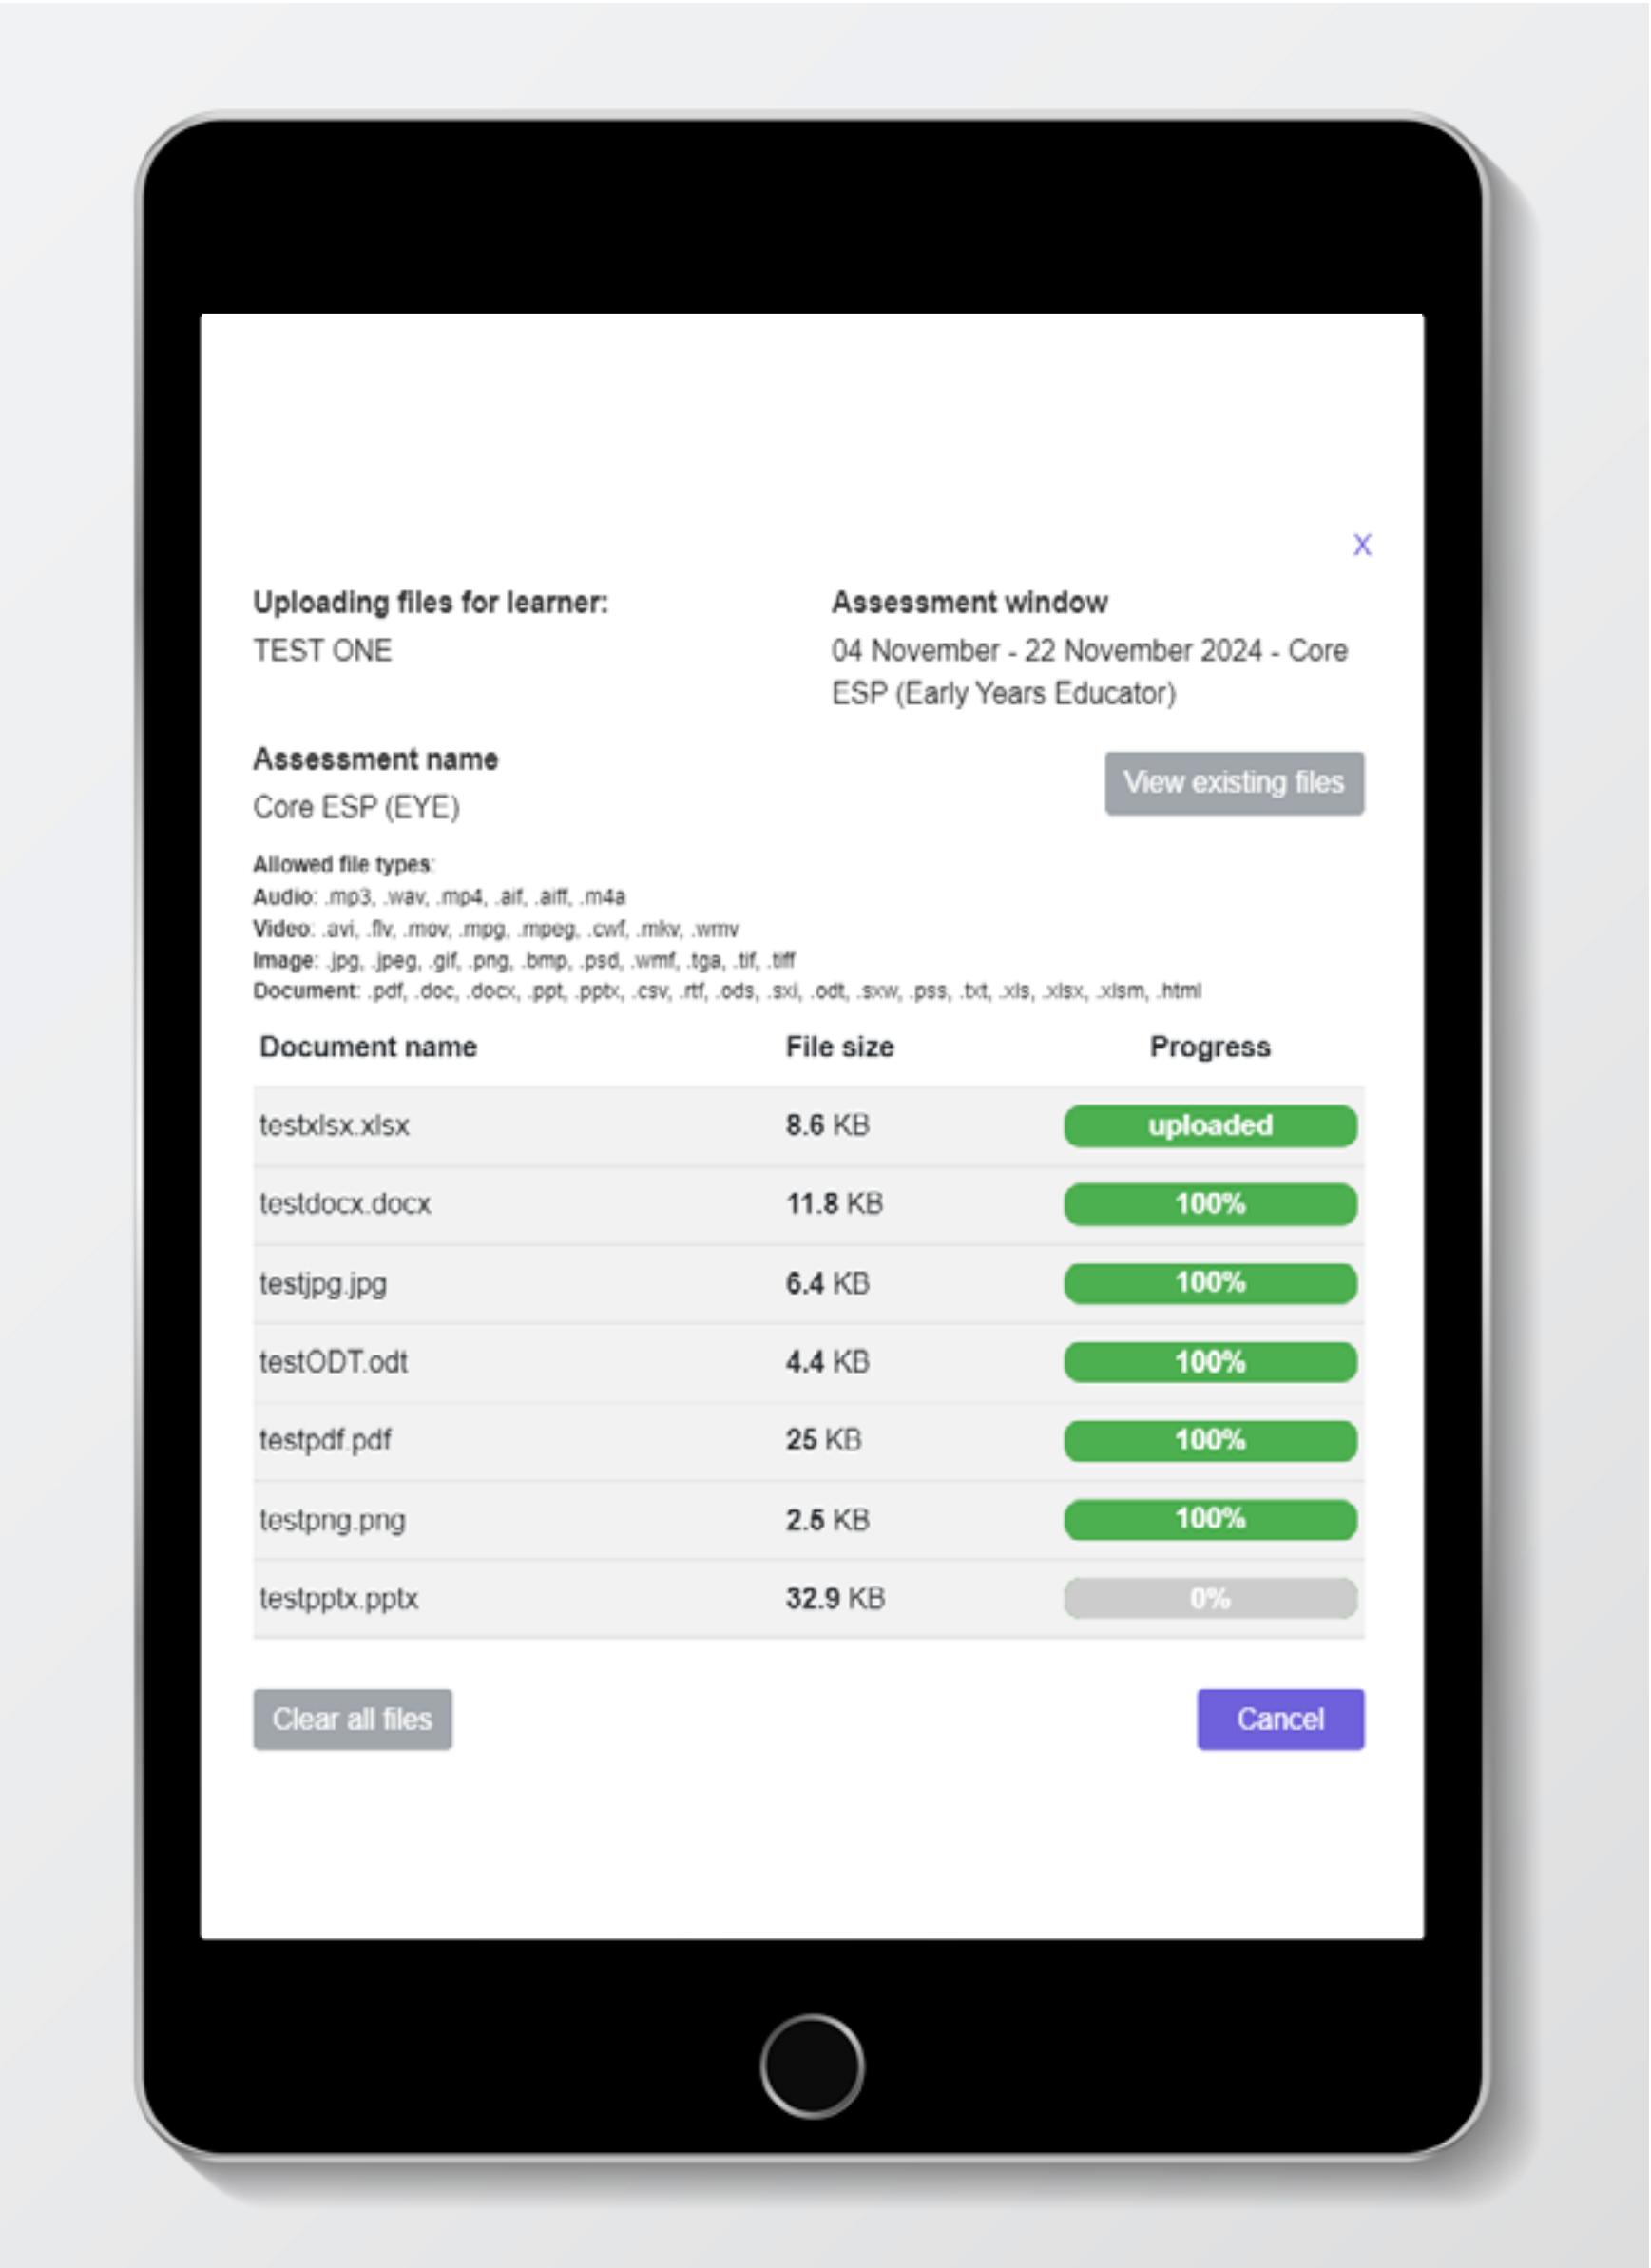 X
Uploading files for learner:
TEST ONE
Assessment window
04 November - 22 November 2024 - Core
ESP (Early Years Educator)
Assessment name
Core ESP (EYE)
View existing files
Allowed file types:
Audio: .mp3, .wav, .mp4, .aif, .aiff, .m4a
Video: .avi, .flv, .mov, .mpg, .mpeg, .cwf, .mkv, .wmv
Image: .jpg, .jpeg, .gif, .png, .bmp, .psd, .wmf, .tga, .tif, .tiff
Document: .pdf, .doc, .docx, .ppt, .pptx, .csv, .rtf, .ods, .sxi, .odt, .sxw, .pss, .txt, .xls, .xlsx, .xlsm, .html
Document name File size Progress
testxlsx.xlsx 8.6 KB uploaded
testdocx.docx 11.8 KB 100%
testjpg.jpg 6.4 KB 100%
testODT.odt 4.4 KB 100%
testpdf.pdf 25 KB 100%
testpng.png 2.5 KB 100%
testpptx.pptx 32.9 KB 0%
Clear all files Cancel